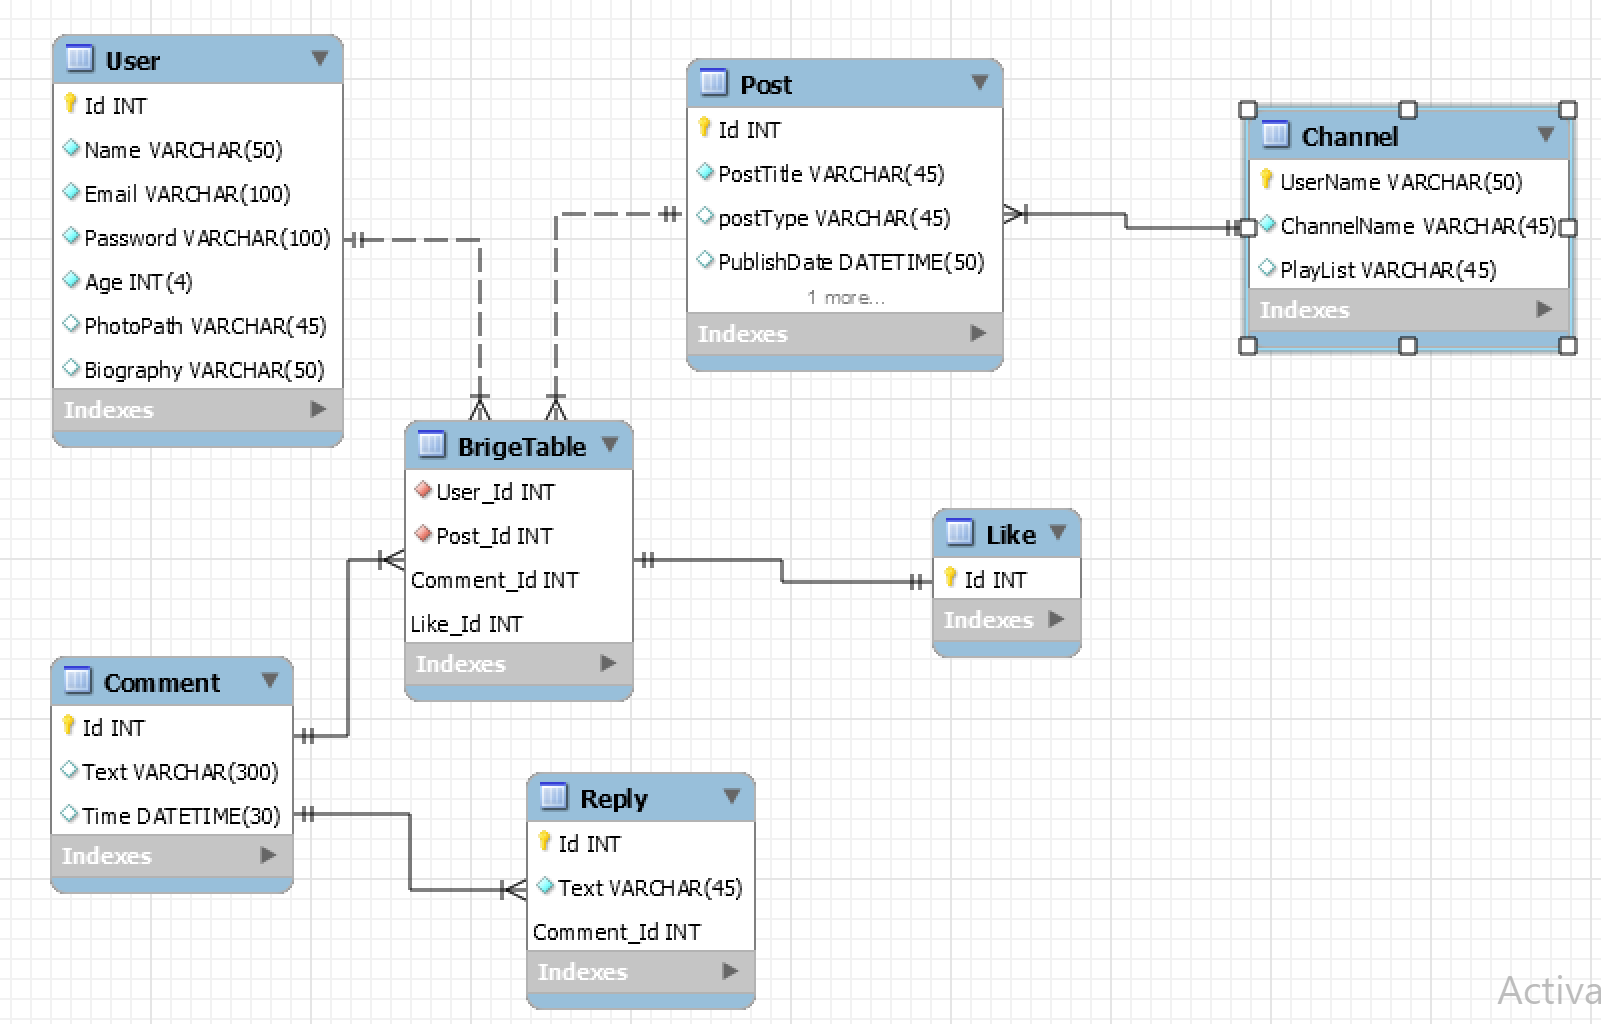 User
Id INT
Name VARCHAR(50)
Email VARCHAR(100)
Password VARCHAR(100)
Age INT(4)
PhotoPath VARCHAR(45)
Biography VARCHAR(50)
Indexes
Post
Id INT
PostTitle VARCHAR(45)
postType VARCHAR(45)
PublishDate DATETIME(50)
1 more...
Indexes
Channel
UserName VARCHAR(50)
ChannelName VARCHAR(45)
PlayList VARCHAR(45)
Indexes
BrigeTable
User_Id INT
Post_Id INT
Comment_Id INT
Like_Id INT
Indexes
Like
Id INT
Indexes
Comment
Id INT
Text VARCHAR(300)
Time DATETIME(30)
Indexes
Reply
Id INT
Text VARCHAR(45)
Comment_Id INT
Indexes
Activa